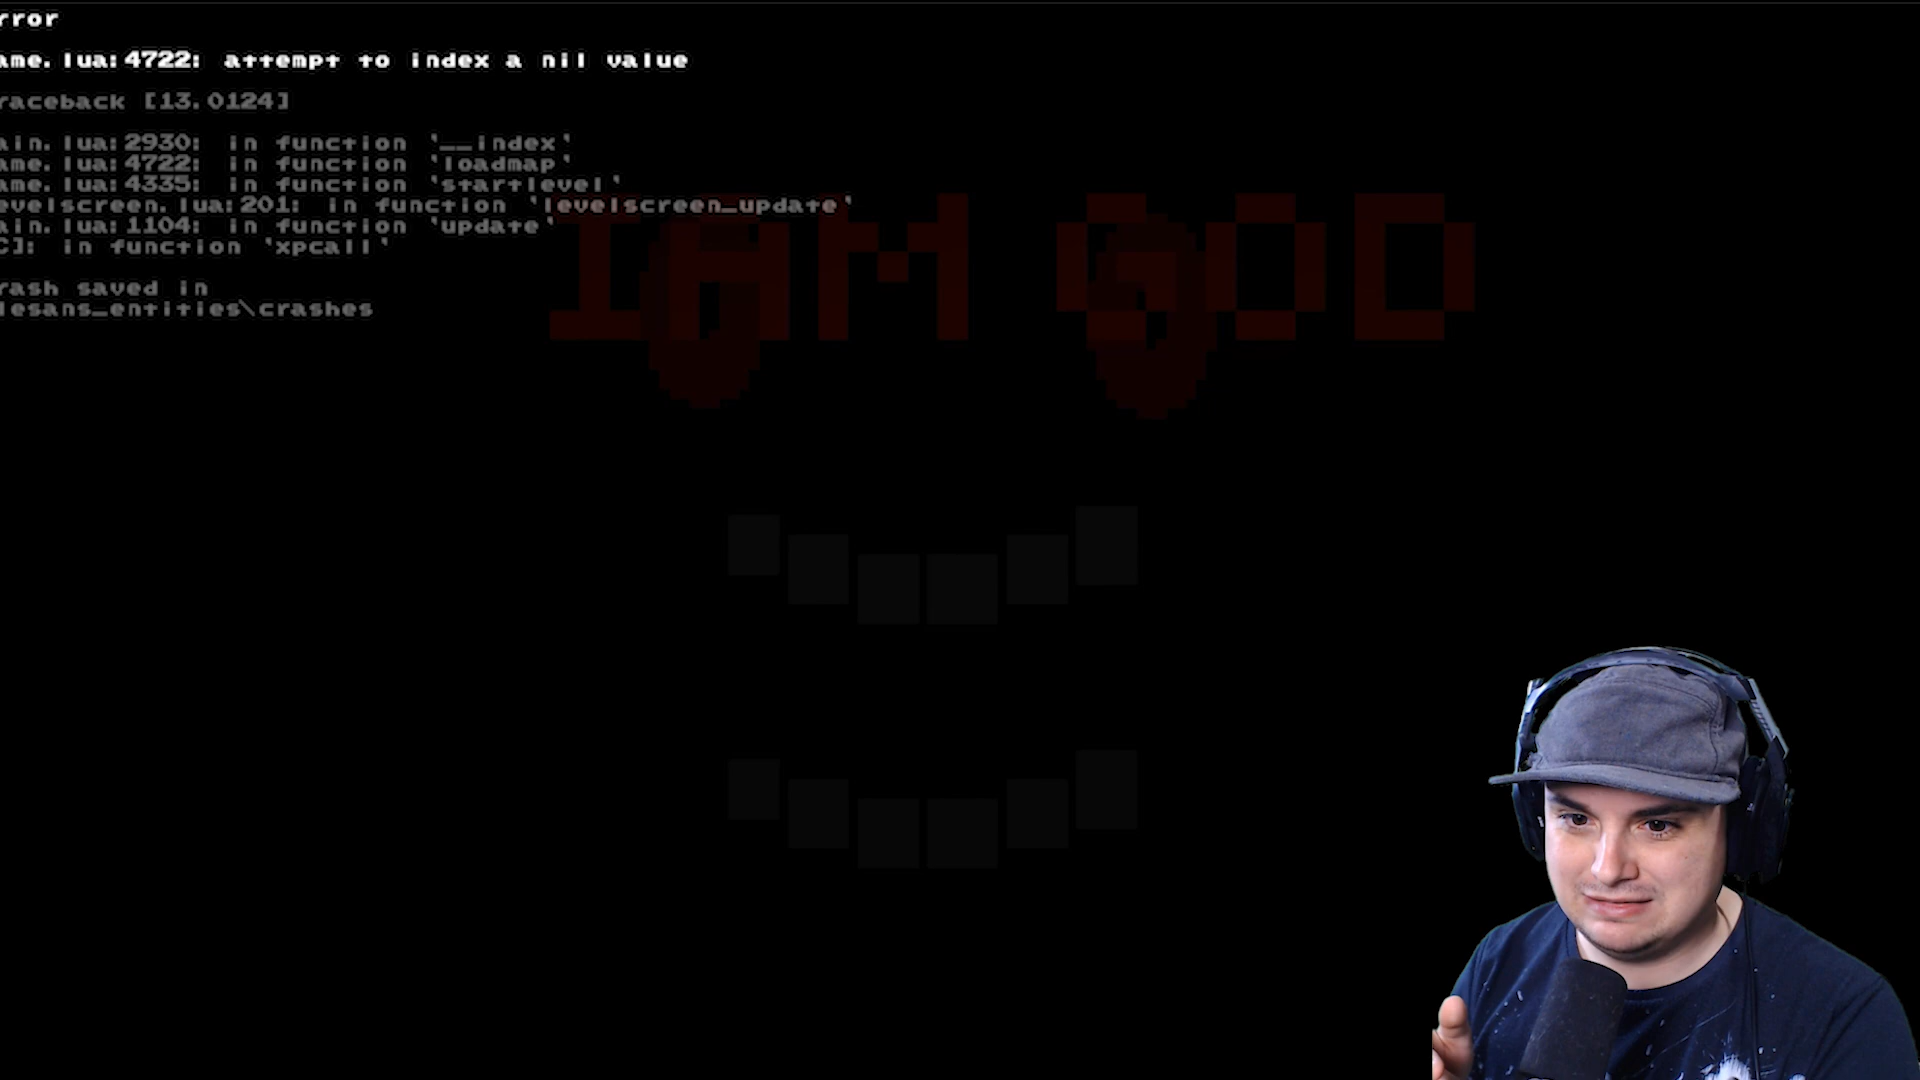 rror
ame.lua:4722: attempt to index a nil value
raceback [13.0124]
ain.lua:2930: in function '__index'
ame.lua:4722: in function 'loadmap'
ame.lua:4335: in function 'startlevel'
evelscreen.lua:201: in function 'levelscreen_update'
ain.lua:1104: in function 'update'
C]: in function 'xpcall'
rash saved in
lesans_entities\crashes
I AM GOD